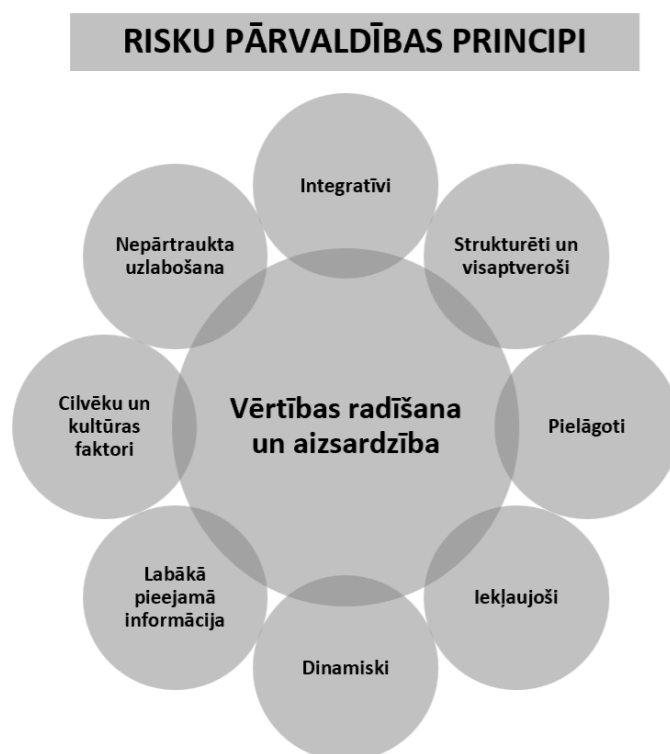 RISKU PĀRVALDĪBAS PRINCIPI
Integratīvi
Strukturēti un
visaptveroši
Pielāgoti
Iekļaujoši
Dinamiski
Labākā
pieejamā
informācija
Cilvēku un
kultūras
faktori
Nepārtraukta
uzlabošana
Vērtības radīšana
un aizsardzība